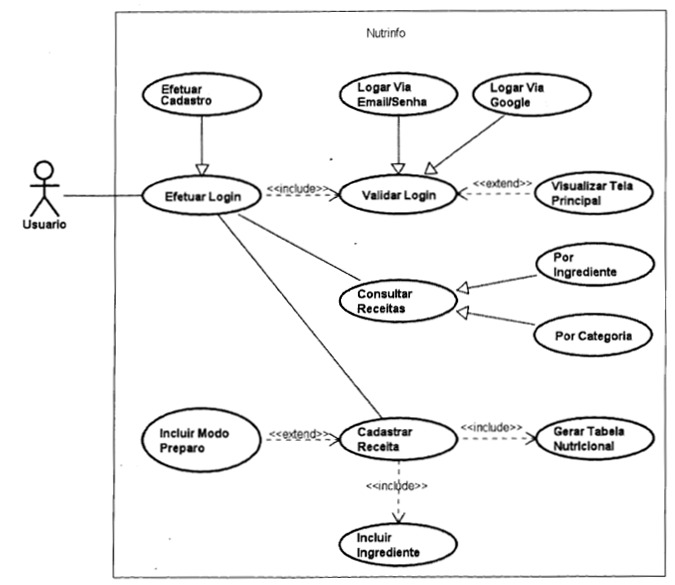 Nutrinfo
Efetuar
Cadastro
Logar Via
Email/Senha
Logar Via
Google
Usuario
Efetuar Login
<<include>>
Validar Login
<<extend>>
Visualizar Tela
Principal
Consultar
Receitas
Por
Ingrediente
Por Categoria
Incluir Modo
Preparo
<<extend>>
Cadastrar
Receita
<<include>>
Gerar Tabela
Nutricional
<<include>>
Incluir
Ingrediente